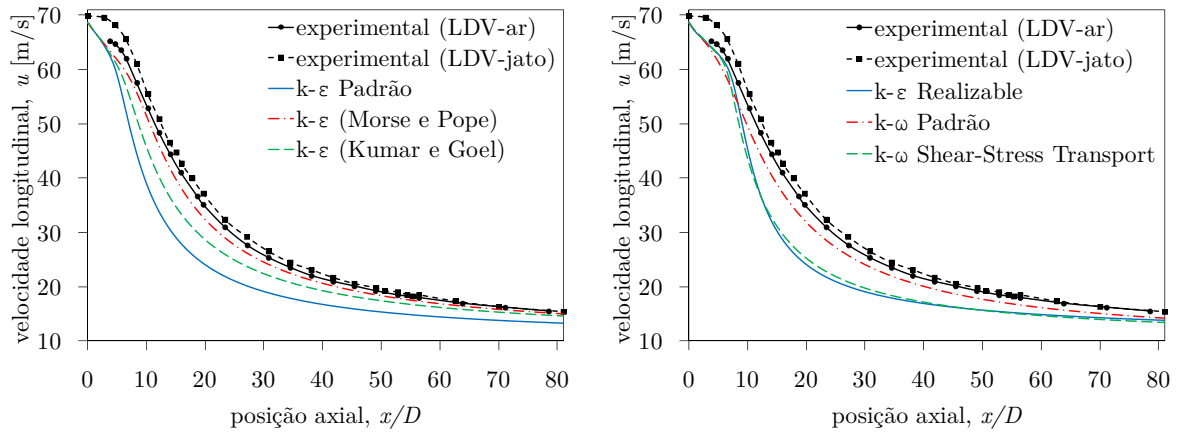 70
60
50
40
30
20
10
0 10 20 30 40 50 60 70 80
velocidade longitudinal, u [m/s]
posição axial, x/D
experimental (LDV-ar)
experimental (LDV-jato)
k-ε Padrão
k-ε (Morse e Pope)
k-ε (Kumar e Goel)
70
60
50
40
30
20
10
0 10 20 30 40 50 60 70 80
velocidade longitudinal, u [m/s]
posição axial, x/D
experimental (LDV-ar)
experimental (LDV-jato)
k-ε Realizable
k-ω Padrão
k-ω Shear-Stress Transport